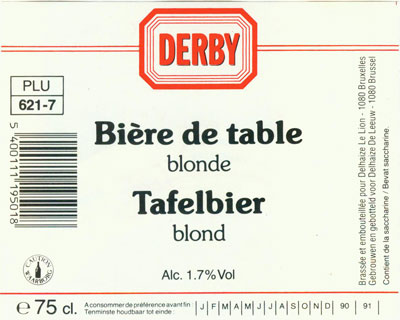 DERBY
PLU
621-7
5 400111 195018
Bière de table
blonde
Tafelbier
blond
Alc. 1.7% Vol
CAUTION
WAARBORG
e 75 cl.
A consommer de préférence avant fin
Tenminste houdbaar tot einde
J F M A M J J A S O N D 90 91
Brassée et embouteillée pour Delhaize Le Lion - 1080 Bruxelles
Gebrouwen en gebotteld voor Delhaize De Leeuw - 1080 Brussel
Contient de la saccharine / Bevat saccharine.